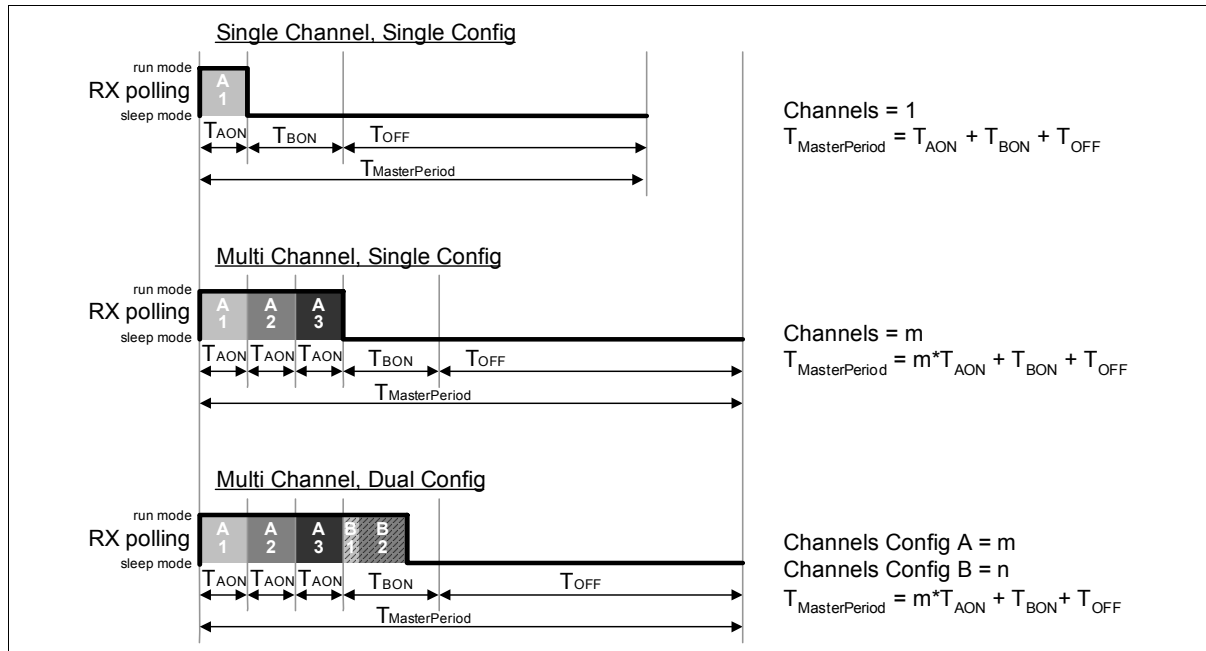 Single Channel, Single Config
run mode
RX polling
sleep mode
A
1
TAON
TBON
TOFF
TMasterPeriod
Channels = 1
TMasterPeriod = TAON + TBON + TOFF
Multi Channel, Single Config
run mode
RX polling
sleep mode
A
1
A
2
A
3
TAON
TAON
TAON
TBON
TOFF
TMasterPeriod
Channels = m
TMasterPeriod = m*TAON + TBON + TOFF
Multi Channel, Dual Config
run mode
RX polling
sleep mode
A
1
A
2
A
3
B
1
B
2
TAON
TAON
TAON
TBON
TOFF
TMasterPeriod
Channels Config A = m
Channels Config B = n
TMasterPeriod = m*TAON + TBON+ TOFF